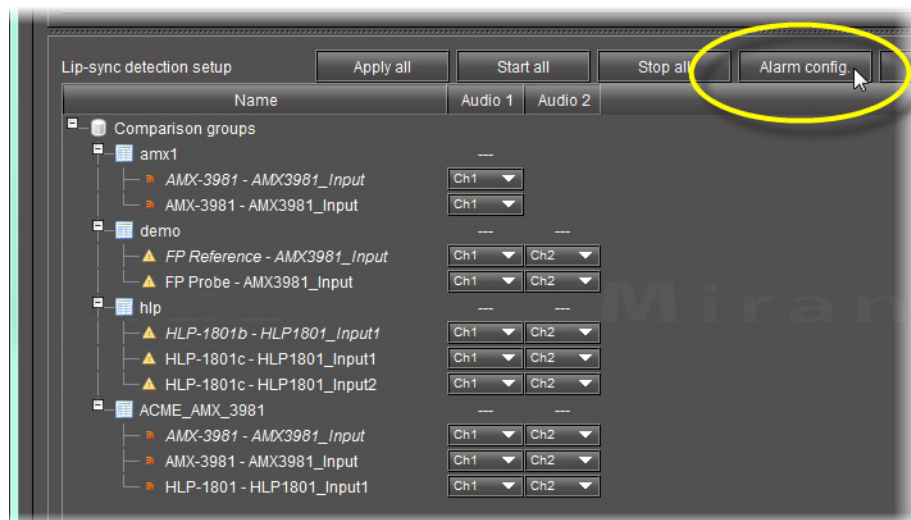 Lip-sync detection setup Apply all Start all Stop all Alarm config.
Name Audio 1 Audio 2
Comparison groups
amx1 --- 
AMX-3981 - AMX3981_Input Ch1
AMX-3981 - AMX3981_Input Ch1
demo --- ---
FP Reference - AMX3981_Input Ch1 Ch2
FP Probe - AMX3981_Input Ch1 Ch2
hlp --- ---
HLP-1801b - HLP1801_Input1 Ch1 Ch2
HLP-1801c - HLP1801_Input1 Ch1 Ch2
HLP-1801c - HLP1801_Input2 Ch1 Ch2
ACME_AMX_3981 --- ---
AMX-3981 - AMX3981_Input Ch1 Ch2
AMX-3981 - AMX3981_Input Ch1 Ch2
HLP-1801 - HLP1801_Input1 Ch1 Ch2
Miran